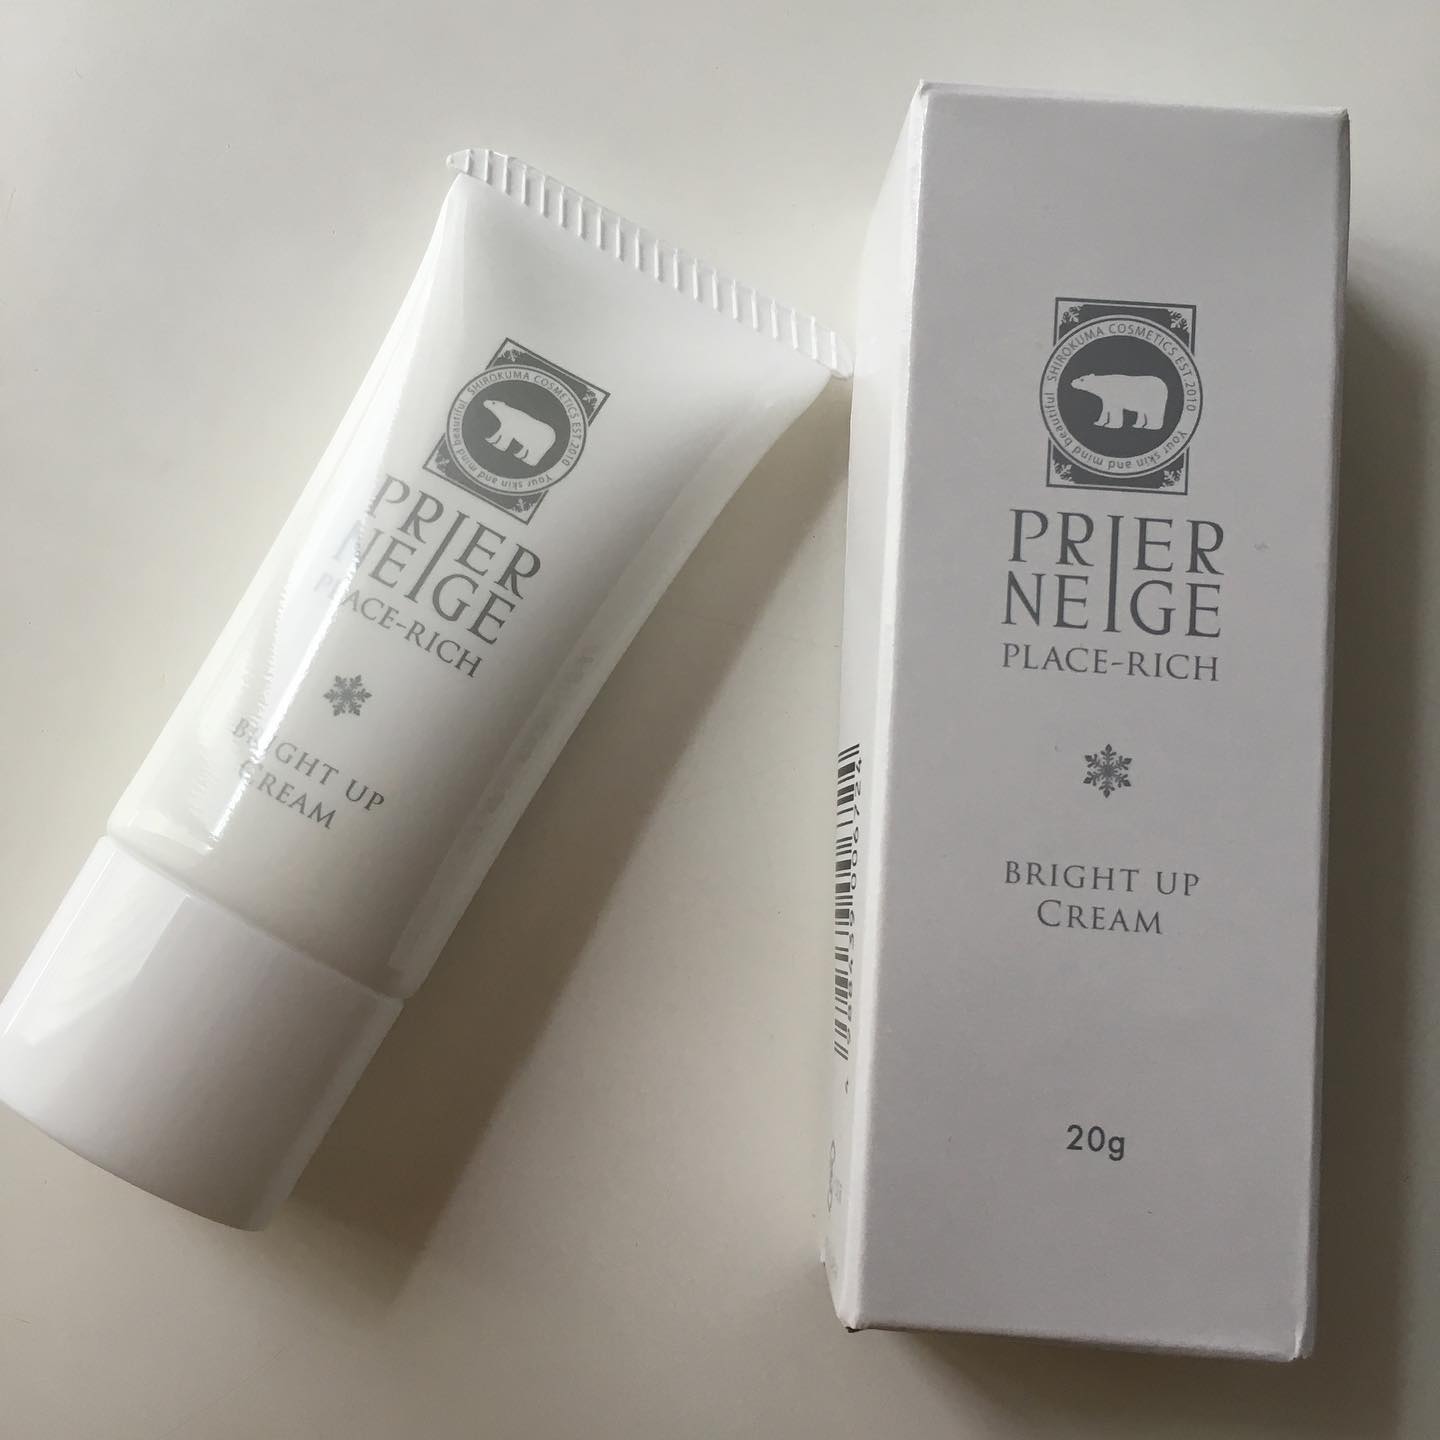 SHIROKUMA COSMETICS EST.2010
Your skin and mind beautiful
PRIER
NEIGE
PLACE-RICH
BRIGHT UP
CREAM
SHIROKUMA COSMETICS EST.2010
Your skin and mind beautiful
PRIER
NEIGE
PLACE-RICH
BRIGHT UP
CREAM
20g